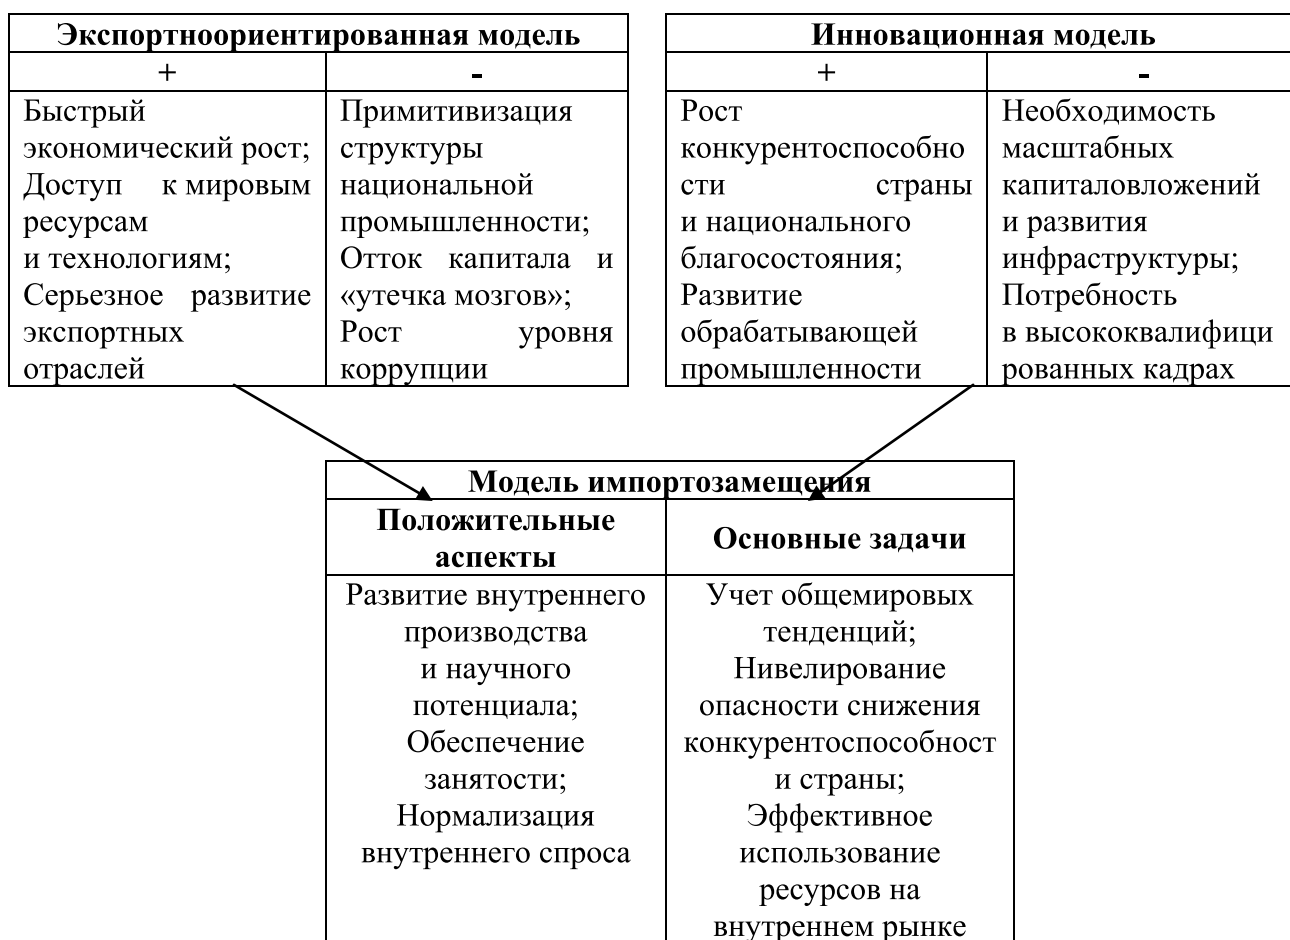 Экспортноориентированная модель
+ -
Быстрый
экономический рост;
Доступ к мировым
ресурсам
и технологиям;
Серьезное развитие
экспортных
отраслей
Примитивизация
структуры
национальной
промышленности;
Отток капитала и
«утечка мозгов»;
Рост уровня
коррупции
Инновационная модель
+ -
Рост
конкурентоспособно
сти страны
и национального
благосостояния;
Развитие
обрабатывающей
промышленности
Необходимость
масштабных
капиталовложений
и развития
инфраструктуры;
Потребность
в высококвалифици
рованных кадрах
Модель импортозамещения
Положительные
аспекты
Основные задачи
Развитие внутреннего
производства
и научного
потенциала;
Обеспечение
занятости;
Нормализация
внутреннего спроса
Учет общемировых
тенденций;
Нивелирование
опасности снижения
конкурентоспособност
и страны;
Эффективное
использование
ресурсов на
внутреннем рынке